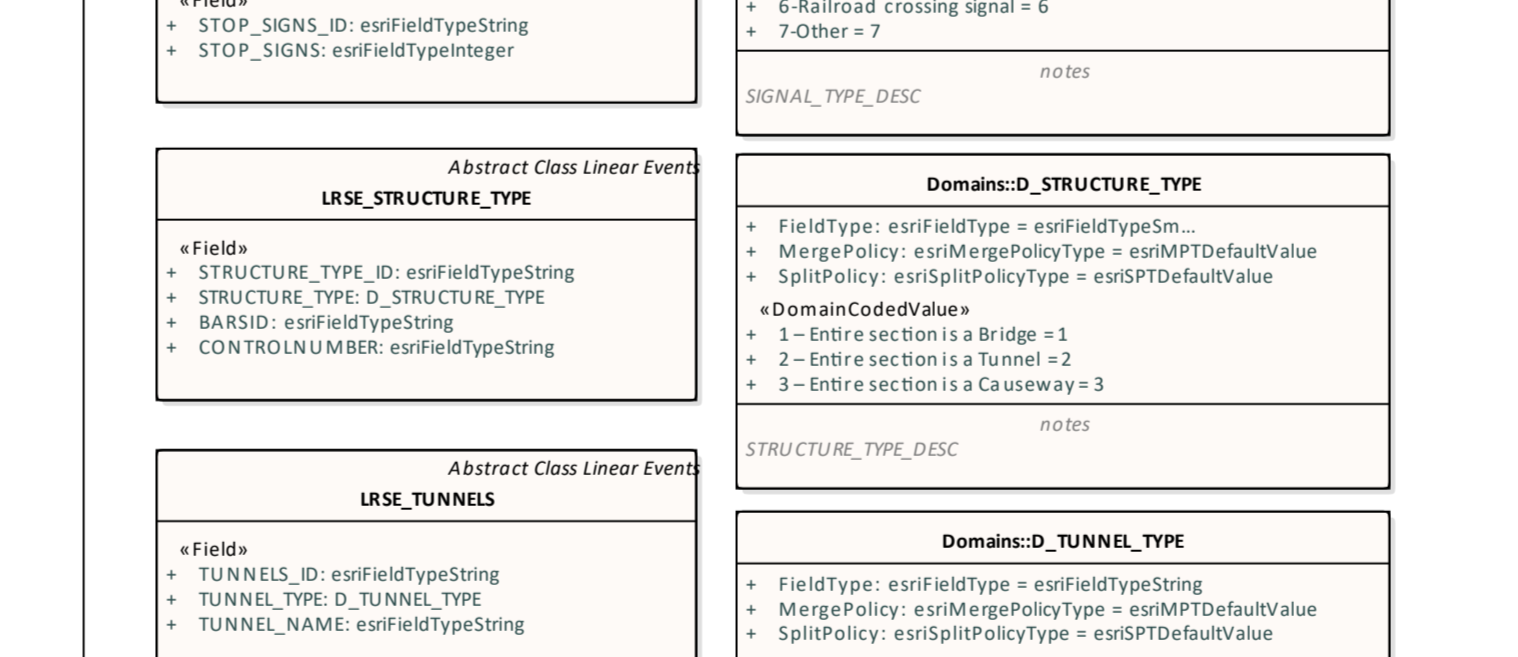 «Field»
+ STOP_SIGNS_ID: esriFieldTypeString
+ STOP_SIGNS: esriFieldTypeInteger
+ 6-Railroad crossing signal = 6
+ 7-Other = 7
notes
SIGNAL_TYPE_DESC
Abstract Class Linear Events
LRSE_STRUCTURE_TYPE
«Field»
+ STRUCTURE_TYPE_ID: esriFieldTypeString
+ STRUCTURE_TYPE: D_STRUCTURE_TYPE
+ BARSID: esriFieldTypeString
+ CONTROLNUMBER: esriFieldTypeString
Domains::D_STRUCTURE_TYPE
+ FieldType: esriFieldType = esriFieldTypeSm...
+ MergePolicy: esriMergePolicyType = esriMPTDefaultValue
+ SplitPolicy: esriSplitPolicyType = esriSPTDefaultValue
«DomainCodedValue»
+ 1 – Entire section is a Bridge =1
+ 2 – Entire section is a Tunnel =2
+ 3 – Entire section is a Causeway = 3
notes
STRUCTURE_TYPE_DESC
Abstract Class Linear Events
LRSE_TUNNELS
«Field»
+ TUNNELS_ID: esriFieldTypeString
+ TUNNEL_TYPE: D_TUNNEL_TYPE
+ TUNNEL_NAME: esriFieldTypeString
Domains::D_TUNNEL_TYPE
+ FieldType: esriFieldType = esriFieldTypeString
+ MergePolicy: esriMergePolicyType = esriMPTDefaultValue
+ SplitPolicy: esriSplitPolicyType = esriSPTDefaultValue